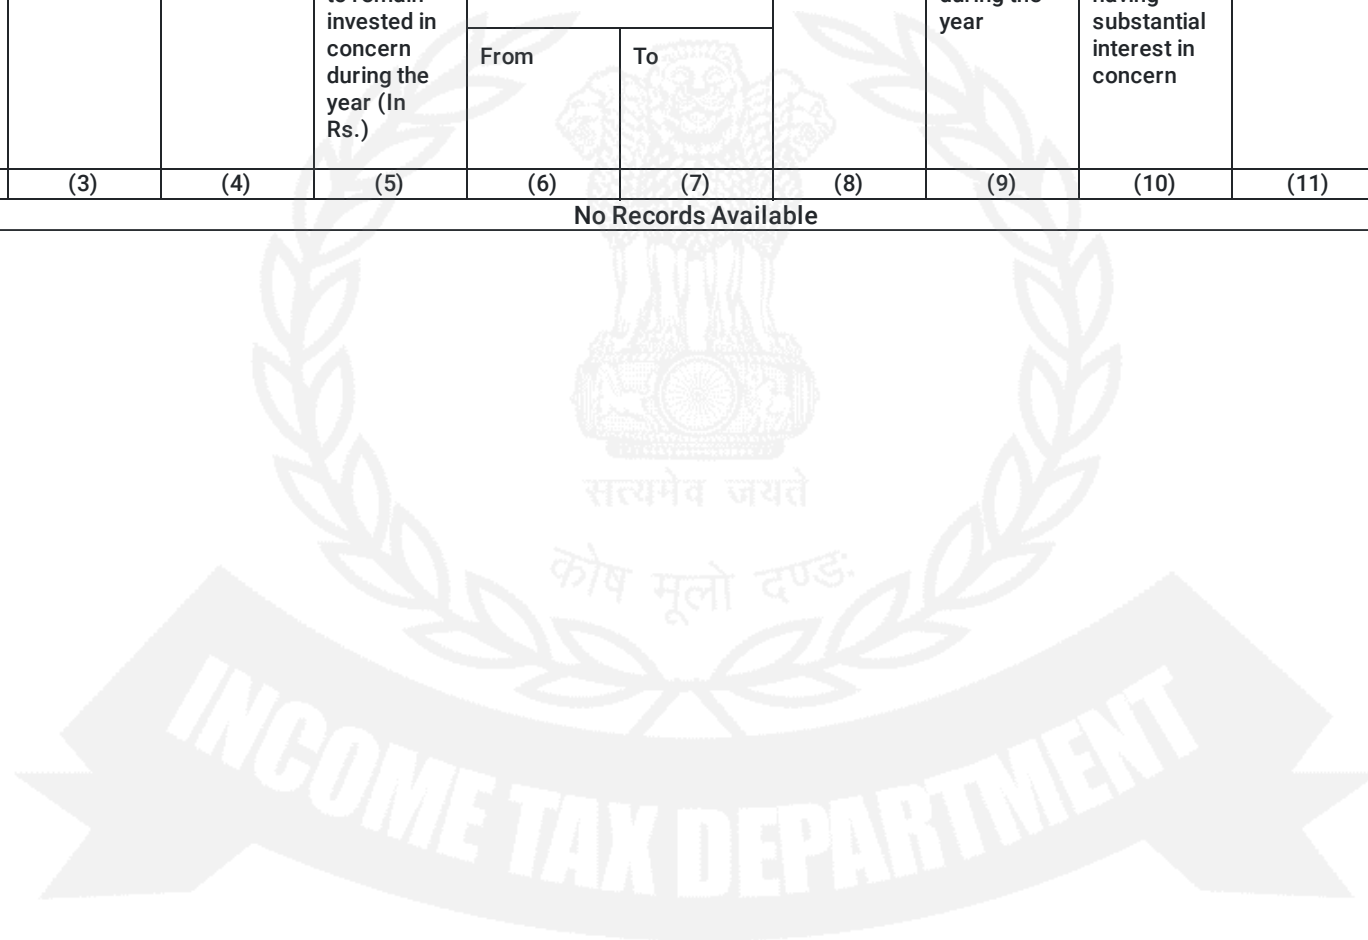 to remain
invested in
concern
during the
year (In
Rs.)
From
To
during the
year
having
substantial
interest in
concern
(3) (4) (5) (6) (7) (8) (9) (10) (11)
No Records Available
सत्यमेव जयते
कोष मूलो दण्डः
INCOME TAX DEPARTMENT